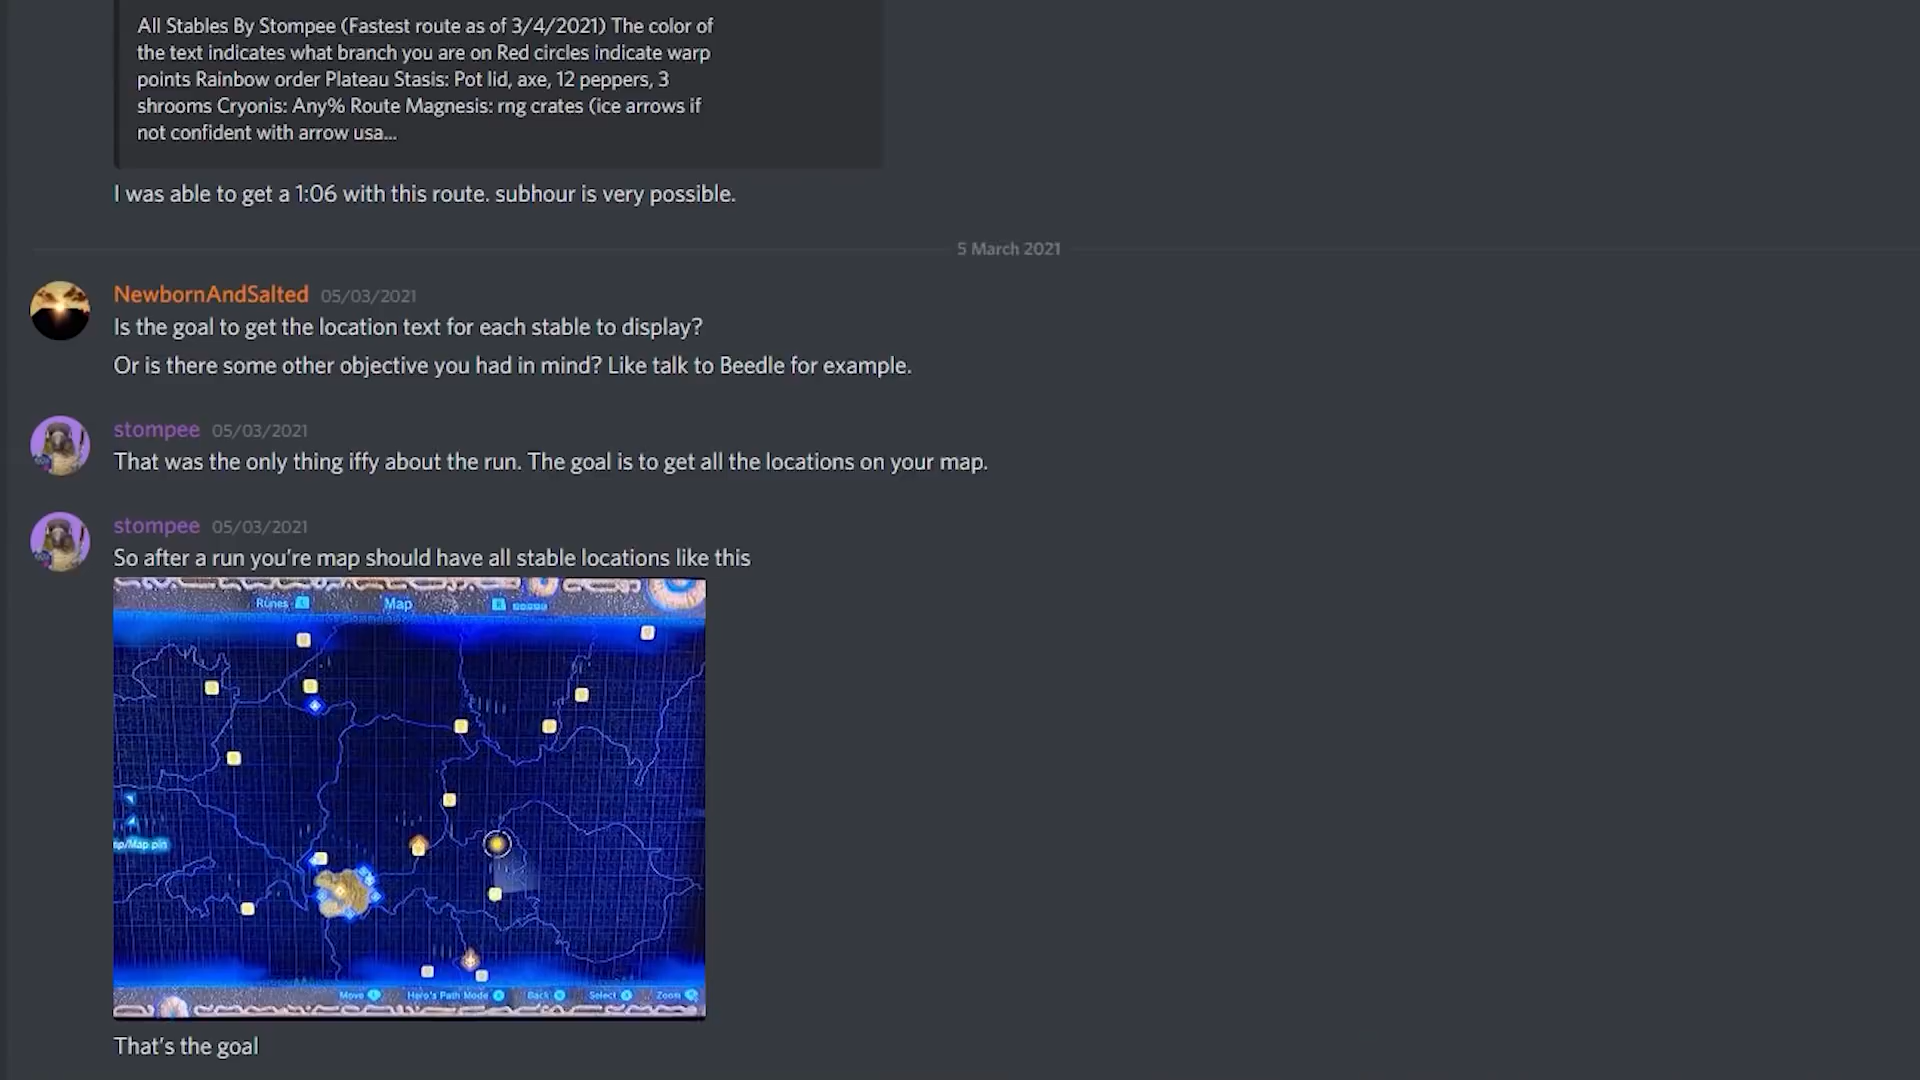 All Stables By Stompee (Fastest route as of 3/4/2021) The color of
the text indicates what branch you are on Red circles indicate warp
points Rainbow order Plateau Stasis: Pot lid, axe, 12 peppers, 3
shrooms Cryonis: Any% Route Magnesis: rng crates (ice arrows if
not confident with arrow usa...
I was able to get a 1:06 with this route. subhour is very possible.
5 March 2021
NewbornAndSalted 05/03/2021
Is the goal to get the location text for each stable to display?
Or is there some other objective you had in mind? Like talk to Beedle for example.
stompee 05/03/2021
That was the only thing iffy about the run. The goal is to get all the locations on your map.
stompee 05/03/2021
So after a run you're map should have all stable locations like this
Runes L Map R
p/Map pin
Move Hero's Path Mode Back Select Zoom
That's the goal